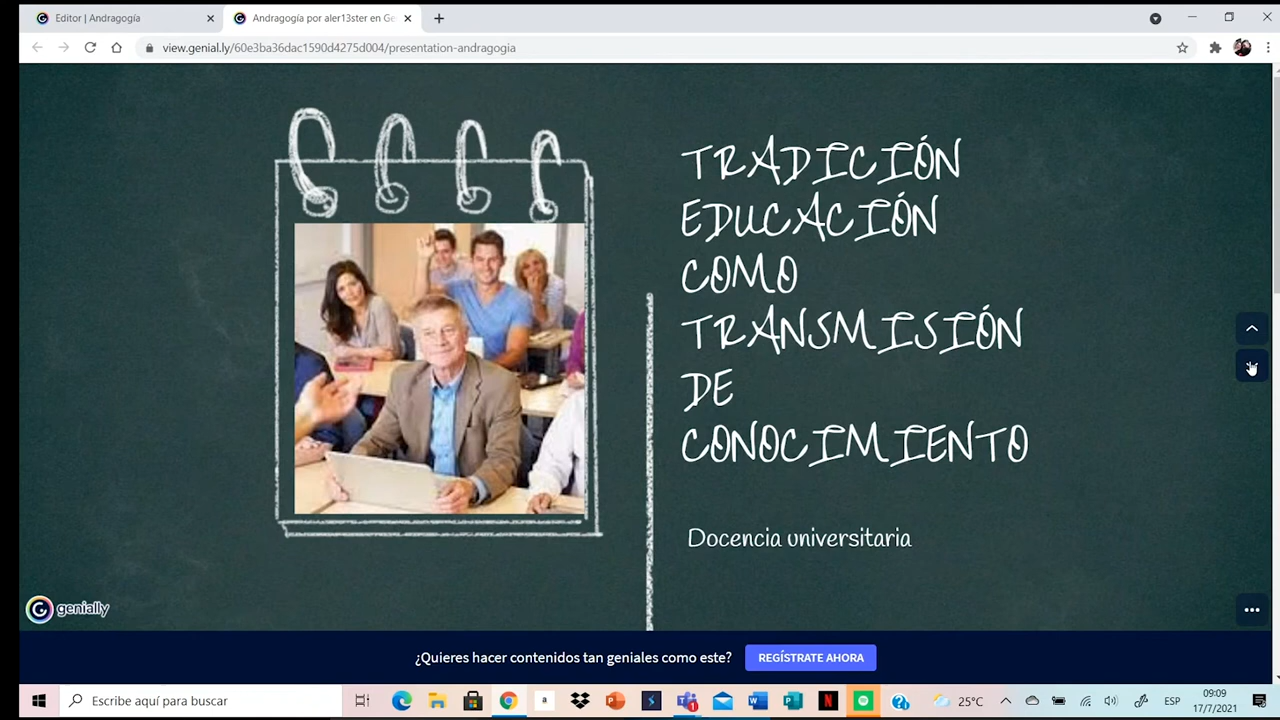 Editor | Andragogía
Andragogía por aler13ster en Ge
view.genial.ly/60e3ba36dac1590d4275d004/presentation-andragogia
TRADICIÓN
EDUCACIÓN
COMO
TRANSMISIÓN
DE
CONOCIMIENTO
Docencia universitaria
genially
¿Quieres hacer contenidos tan geniales como este? REGÍSTRATE AHORA
Escribe aquí para buscar
25°C
ESP
09:09
17/7/2021